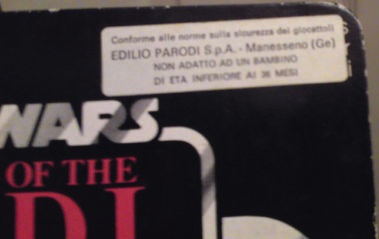 Conforme alle norme sulla sicurezza dei giocattoli
EDILIO PARODI S.p.A. - Manesseno (Ge)
NON ADATTO AD UN BAMBINO
DI ETA INFERIORE AI 36 MESI
WARS
OF THE